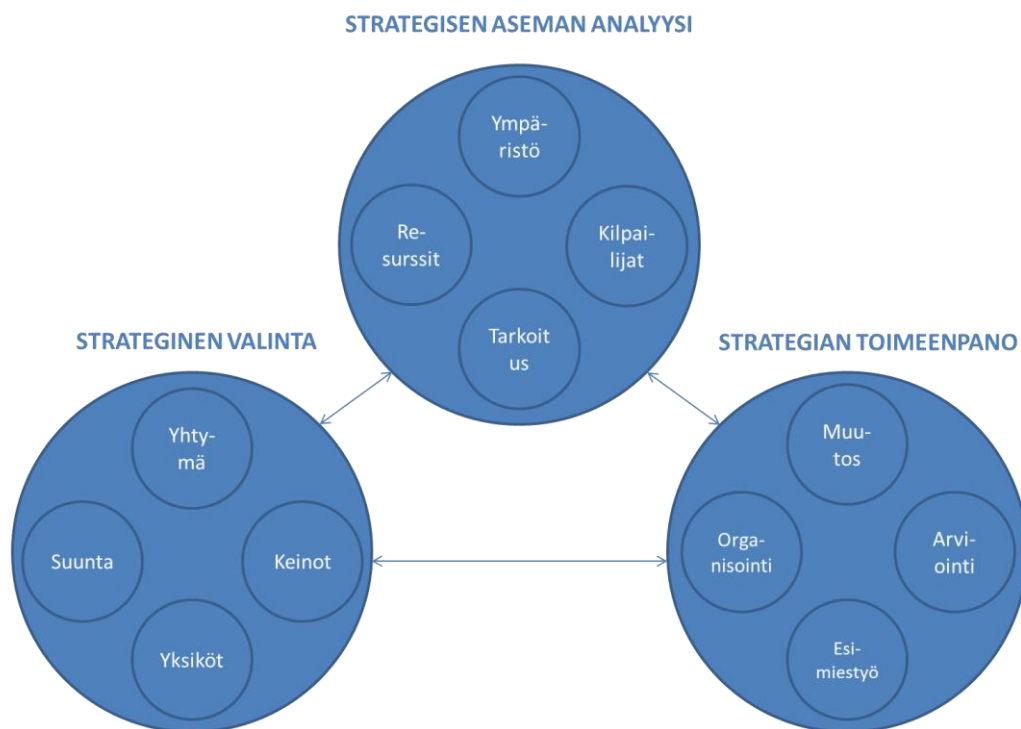 STRATEGISEN ASEMAN ANALYYSI
Ympä-
ristö
Re-
surssit
Kilpai-
lijat
Tarkoit
us
STRATEGINEN VALINTA
Yhty-
mä
Suunta
Keinot
Yksiköt
STRATEGIAN TOIMEENPANO
Muu-
tos
Orga-
nisointi
Arvi-
ointi
Esi-
miestyö